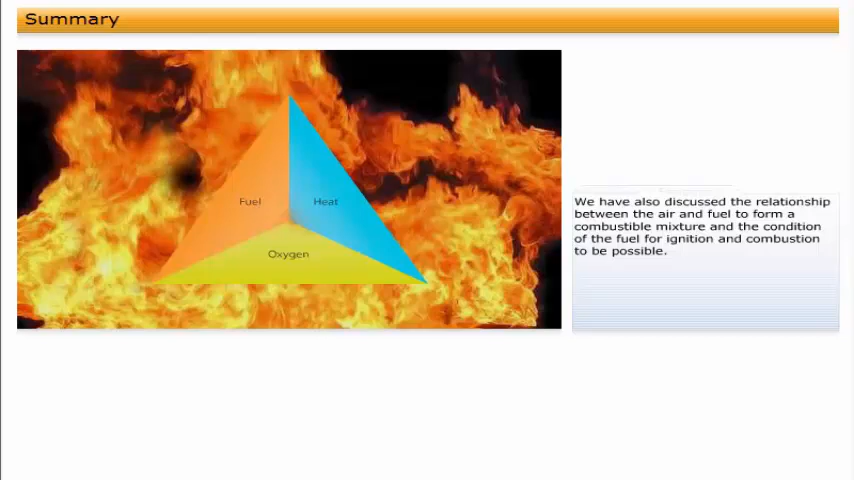 Summary
Fuel
Heat
Oxygen
We have also discussed the relationship
between the air and fuel to form a
combustible mixture and the condition
of the fuel for ignition and combustion
to be possible.